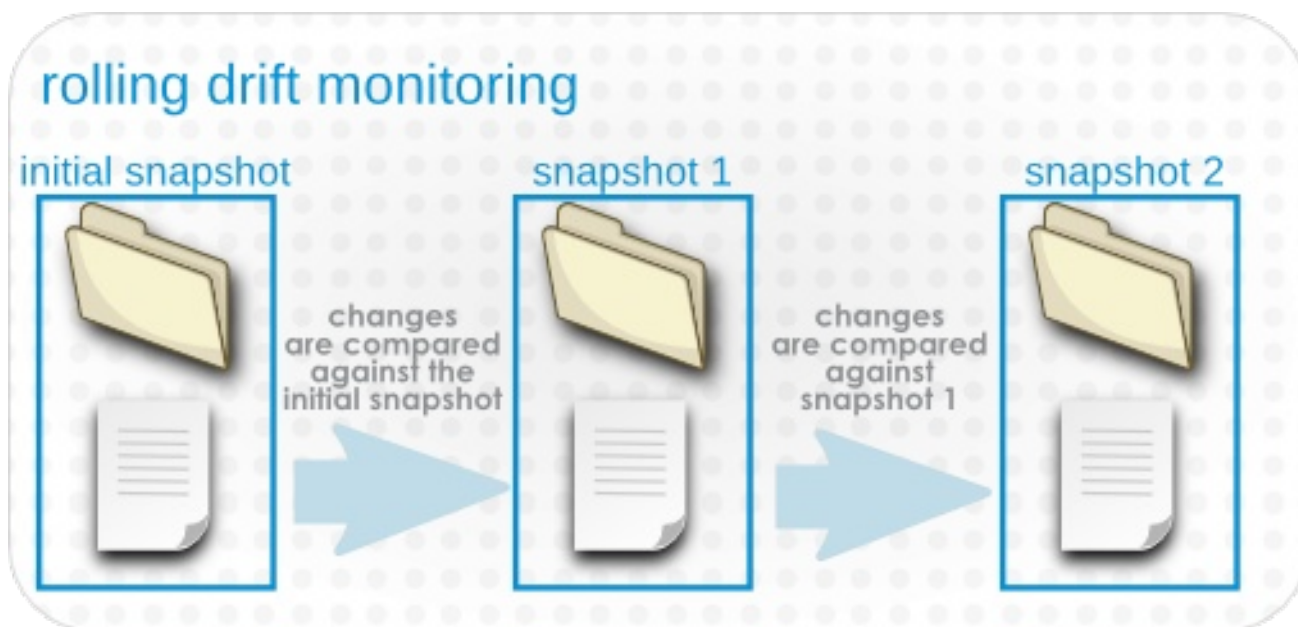 rolling drift monitoring
initial snapshot
snapshot 1
snapshot 2
changes
are compared
against the
initial snapshot
changes
are compared
against
snapshot 1